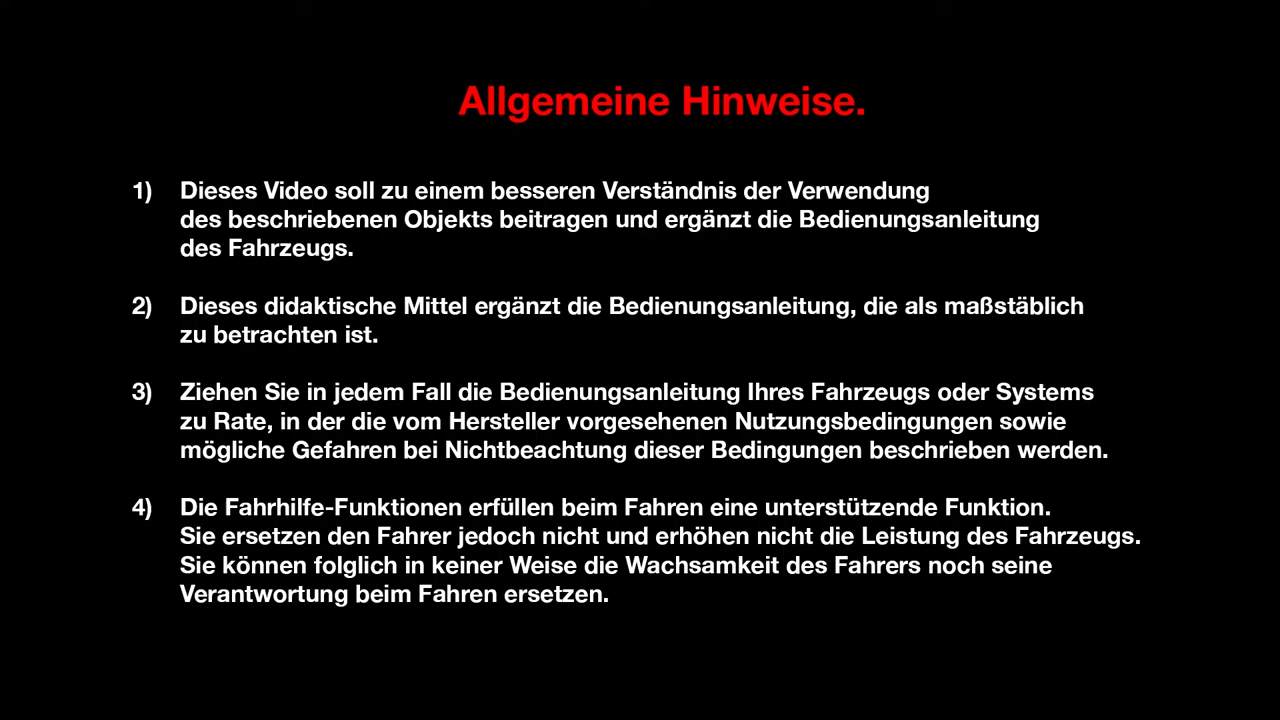 Allgemeine Hinweise.
1) Dieses Video soll zu einem besseren Verständnis der Verwendung
des beschriebenen Objekts beitragen und ergänzt die Bedienungsanleitung
des Fahrzeugs.
2) Dieses didaktische Mittel ergänzt die Bedienungsanleitung, die als maßstäblich
zu betrachten ist.
3) Ziehen Sie in jedem Fall die Bedienungsanleitung Ihres Fahrzeugs oder Systems
zu Rate, in der die vom Hersteller vorgesehenen Nutzungsbedingungen sowie
mögliche Gefahren bei Nichtbeachtung dieser Bedingungen beschrieben werden.
4) Die Fahrhilfe-Funktionen erfüllen beim Fahren eine unterstützende Funktion.
Sie ersetzen den Fahrer jedoch nicht und erhöhen nicht die Leistung des Fahrzeugs.
Sie können folglich in keiner Weise die Wachsamkeit des Fahrers noch seine
Verantwortung beim Fahren ersetzen.